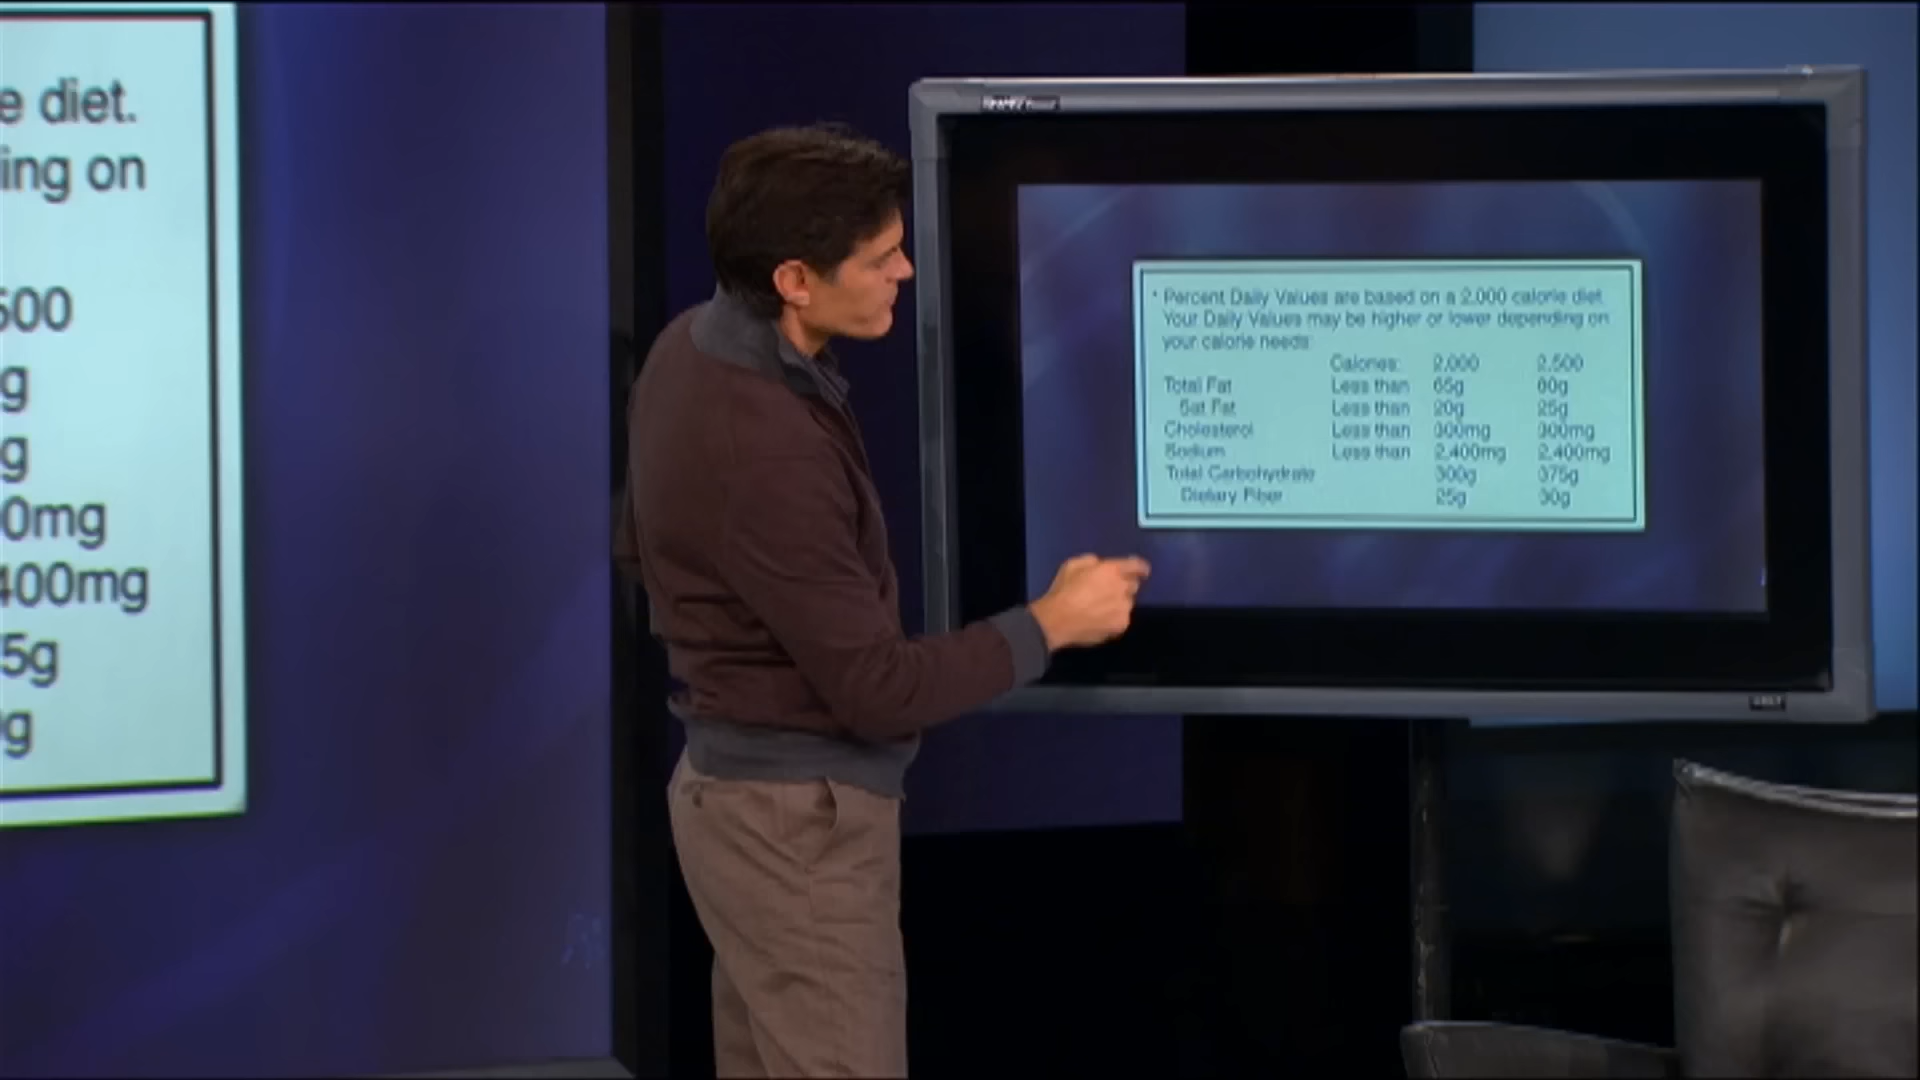 e diet.
ing on
500
g
g
0mg
400mg
5g
g
* Percent Daily Values are based on a 2,000 calorie diet.
Your Daily Values may be higher or lower depending on
your calorie needs:
Calories: 2,000 2,500
Total Fat Less than 65g 80g
Sat Fat Less than 20g 25g
Cholesterol Less than 300mg 300mg
Sodium Less than 2,400mg 2,400mg
Total Carbohydrate 300g 375g
Dietary Fiber 25g 30g